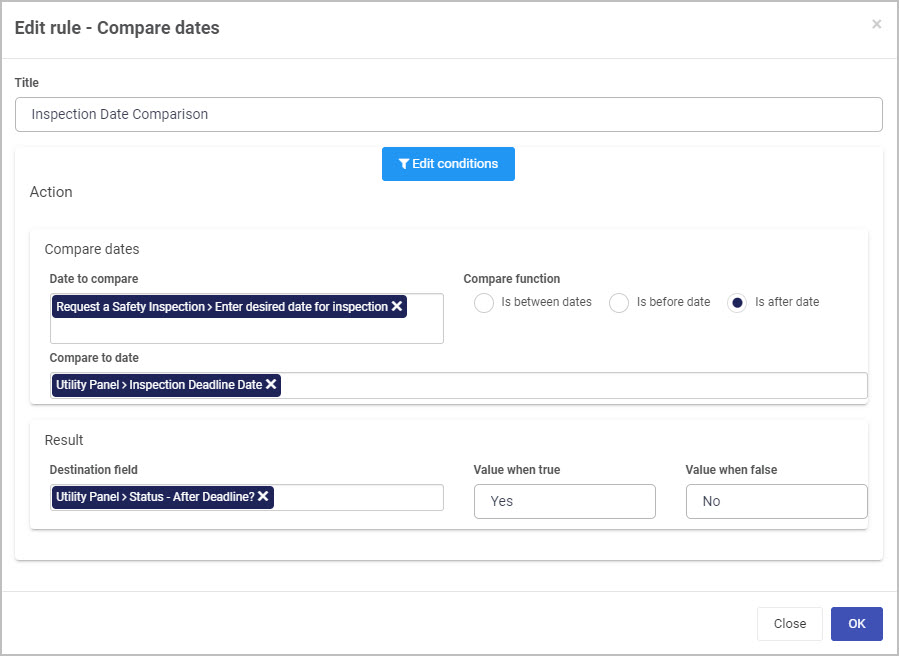 Edit rule - Compare dates
×
Title
Inspection Date Comparison
Edit conditions
Action
Compare dates
Date to compare
Compare function
Request a Safety Inspection > Enter desired date for inspection ×
Is between dates
Is before date
Is after date
Compare to date
Utility Panel > Inspection Deadline Date ×
Result
Destination field
Value when true
Value when false
Utility Panel > Status - After Deadline? ×
Yes
No
Close
OK